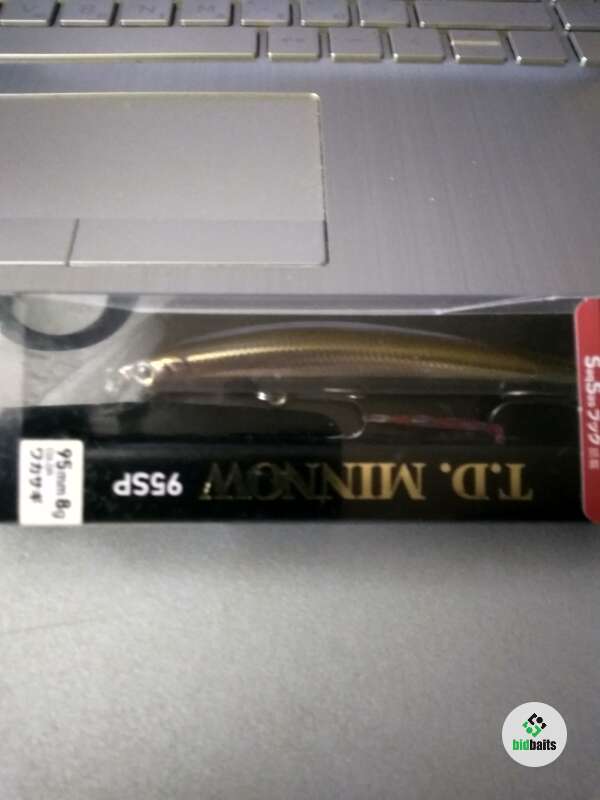 V B N M
T.D. MINNOW 95SP
95mm 8g
ワカサギ
bidbaits